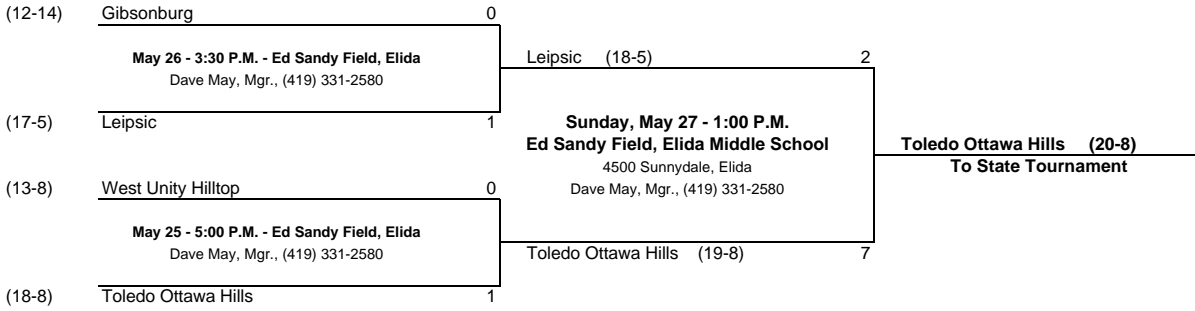 (12-14) Gibsonburg 0
May 26 - 3:30 P.M. - Ed Sandy Field, Elida
Dave May, Mgr., (419) 331-2580
Leipsic (18-5) 2
(17-5) Leipsic 1
Sunday, May 27 - 1:00 P.M.
Ed Sandy Field, Elida Middle School
4500 Sunnydale, Elida
Dave May, Mgr., (419) 331-2580
Toledo Ottawa Hills (20-8)
To State Tournament
(13-8) West Unity Hilltop 0
May 25 - 5:00 P.M. - Ed Sandy Field, Elida
Dave May, Mgr., (419) 331-2580
Toledo Ottawa Hills (19-8) 7
(18-8) Toledo Ottawa Hills 1